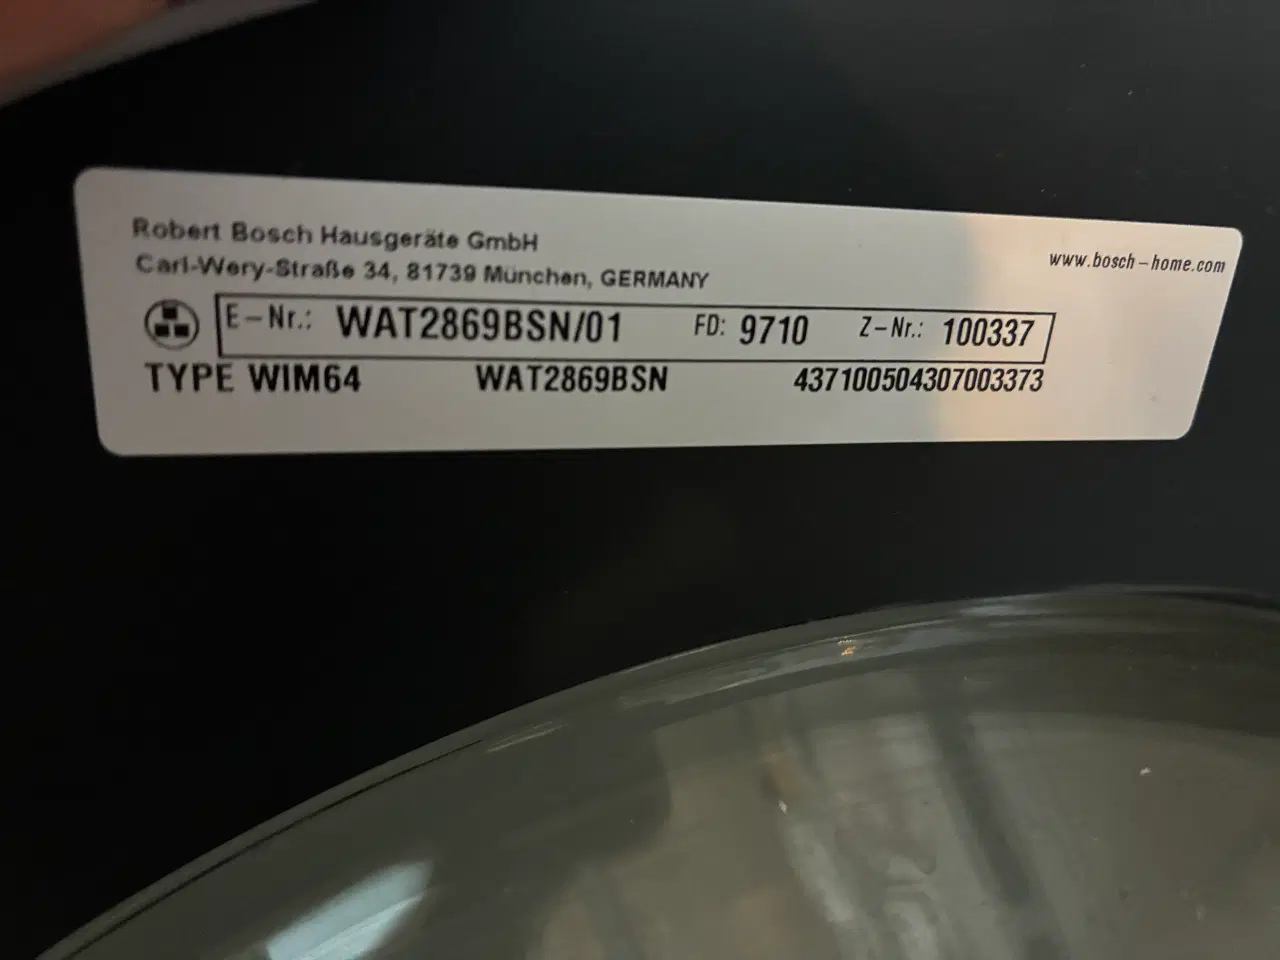 Robert Bosch Hausgeräte GmbH
Carl-Wery-Straße 34, 81739 München, GERMANY
www.bosch-home.com
E-Nr.: WAT2869BSN/01 FD: 9710 Z-Nr.: 100337
TYPE WIM64 WAT2869BSN 437100504307003373